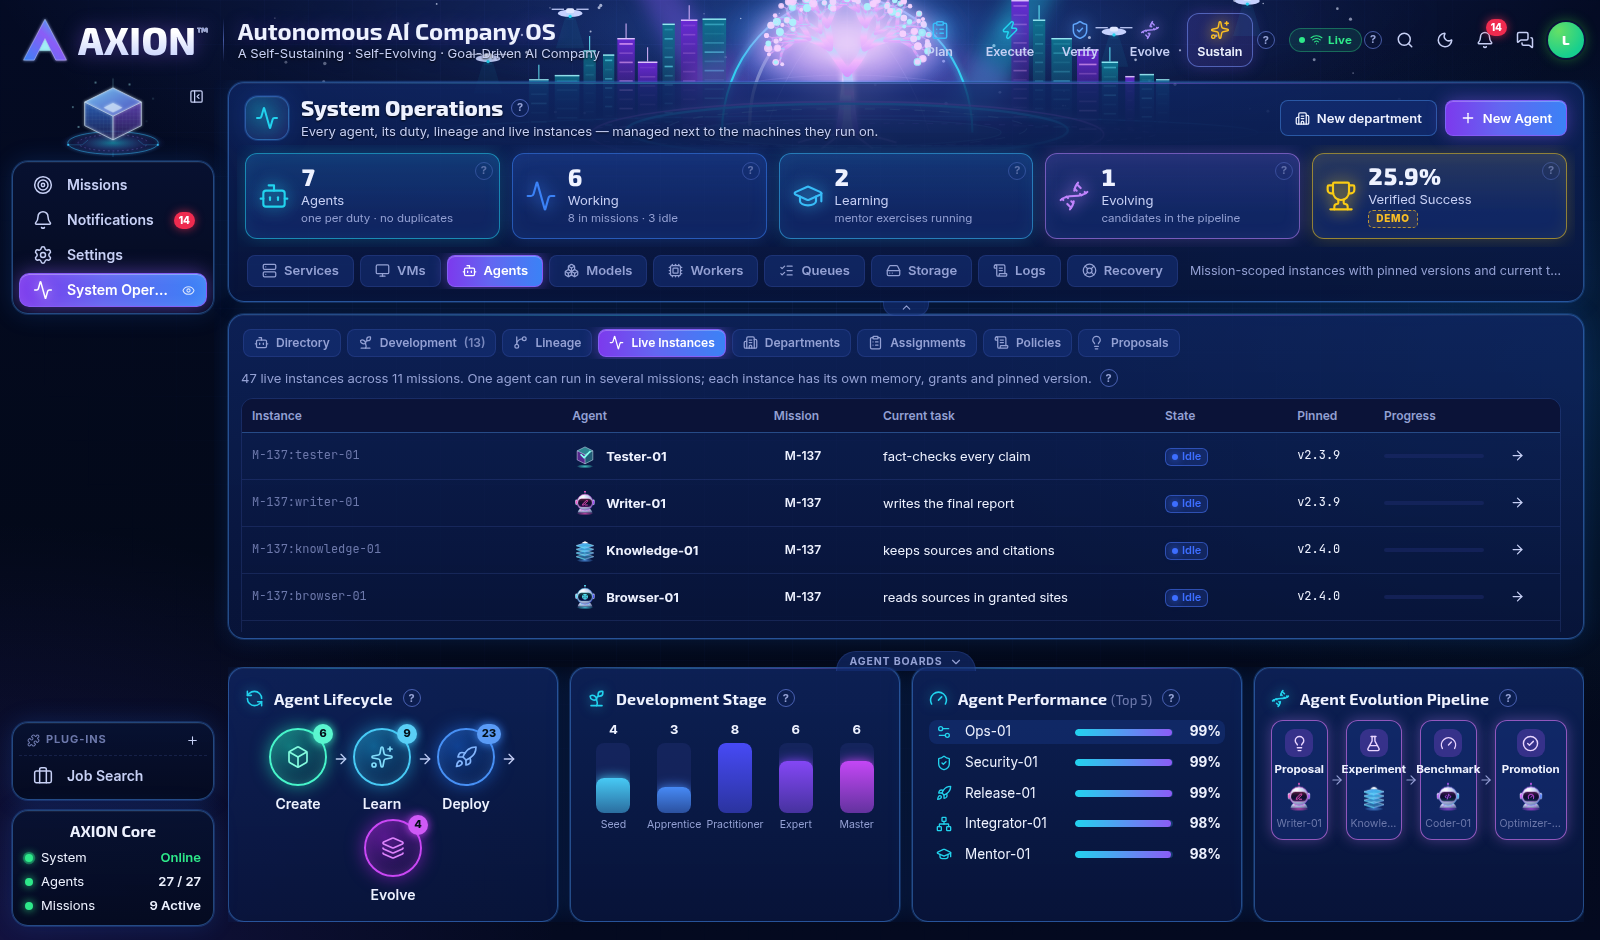 AXION™
Autonomous AI Company OS
A Self-Sustaining · Self-Evolving · Goal-Driven AI Company
Plan
Execute
Verify
Evolve
Sustain
?
Live
?
14
L
Missions
Notifications
14
Settings
System Oper...
PLUG-INS
+
Job Search
AXION Core
System Online
Agents 27 / 27
Missions 9 Active
System Operations ?
Every agent, its duty, lineage and live instances — managed next to the machines they run on.
New department
+ New Agent
7
Agents
one per duty · no duplicates
?
6
Working
8 in missions · 3 idle
?
2
Learning
mentor exercises running
?
1
Evolving
candidates in the pipeline
?
25.9%
Verified Success
DEMO
?
Services
VMs
Agents
Models
Workers
Queues
Storage
Logs
Recovery
Mission-scoped instances with pinned versions and current t...
Directory
Development (13)
Lineage
Live Instances
Departments
Assignments
Policies
Proposals
47 live instances across 11 missions. One agent can run in several missions; each instance has its own memory, grants and pinned version. ?
Instance Agent Mission Current task State Pinned Progress
M-137:tester-01 Tester-01 M-137 fact-checks every claim Idle v2.3.9 →
M-137:writer-01 Writer-01 M-137 writes the final report Idle v2.3.9 →
M-137:knowledge-01 Knowledge-01 M-137 keeps sources and citations Idle v2.4.0 →
M-137:browser-01 Browser-01 M-137 reads sources in granted sites Idle v2.4.0 →
AGENT BOARDS
Agent Lifecycle ?
6
Create
→
9
Learn
→
23
Deploy
→
4
Evolve
Development Stage ?
4 3 8 6 6
Seed Apprentice Practitioner Expert Master
Agent Performance (Top 5) ?
Ops-01 99%
Security-01 99%
Release-01 99%
Integrator-01 98%
Mentor-01 98%
Agent Evolution Pipeline ?
Proposal → Experiment → Benchmark → Promotion
Writer-01 Knowle... Coder-01 Optimizer-...